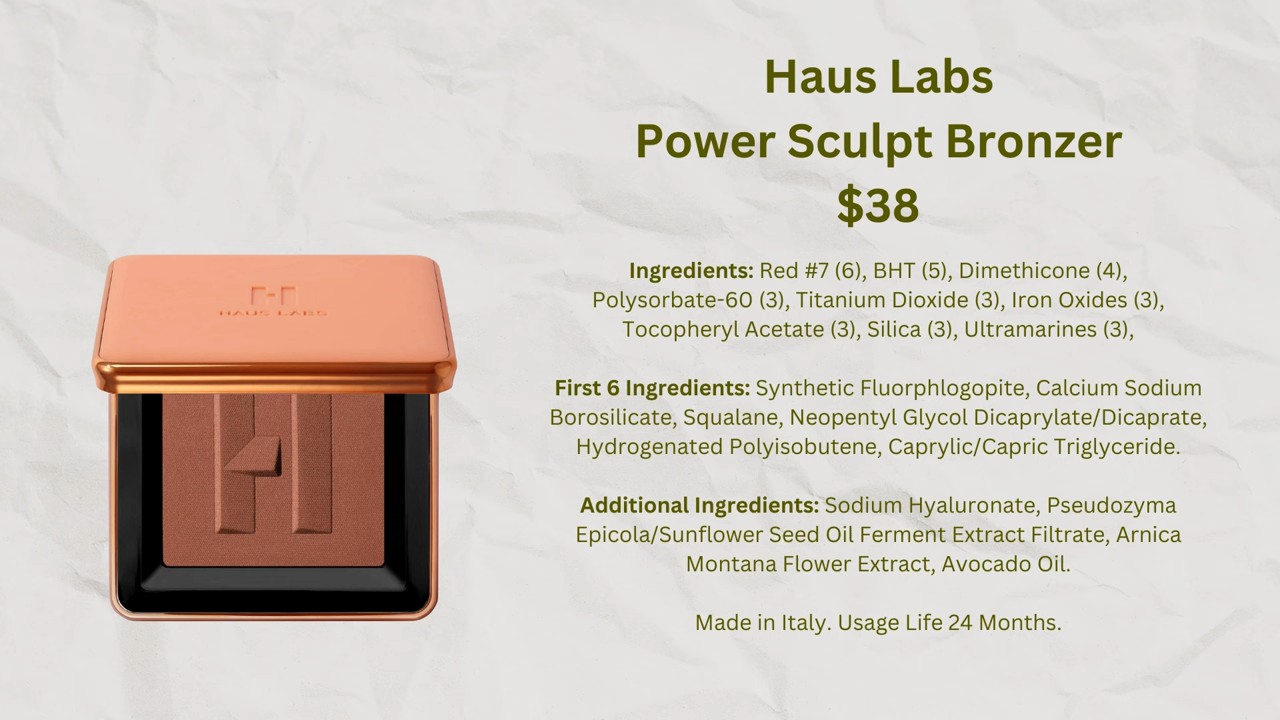 Haus Labs
Power Sculpt Bronzer
$38
Ingredients: Red #7 (6), BHT (5), Dimethicone (4),
Polysorbate-60 (3), Titanium Dioxide (3), Iron Oxides (3),
Tocopheryl Acetate (3), Silica (3), Ultramarines (3),
First 6 Ingredients: Synthetic Fluorphlogopite, Calcium Sodium
Borosilicate, Squalane, Neopentyl Glycol Dicaprylate/Dicaprate,
Hydrogenated Polyisobutene, Caprylic/Capric Triglyceride.
Additional Ingredients: Sodium Hyaluronate, Pseudozyma
Epicola/Sunflower Seed Oil Ferment Extract Filtrate, Arnica
Montana Flower Extract, Avocado Oil.
Made in Italy. Usage Life 24 Months.
H
HAUS LABS